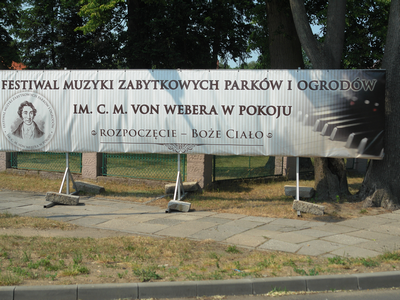 FESTIWAL MUZYKI ZABYTKOWYCH PARKÓW I OGRODÓW
IM. C. M. VON WEBERA W POKOJU
ROZPOCZĘCIE – BOŻE CIAŁO